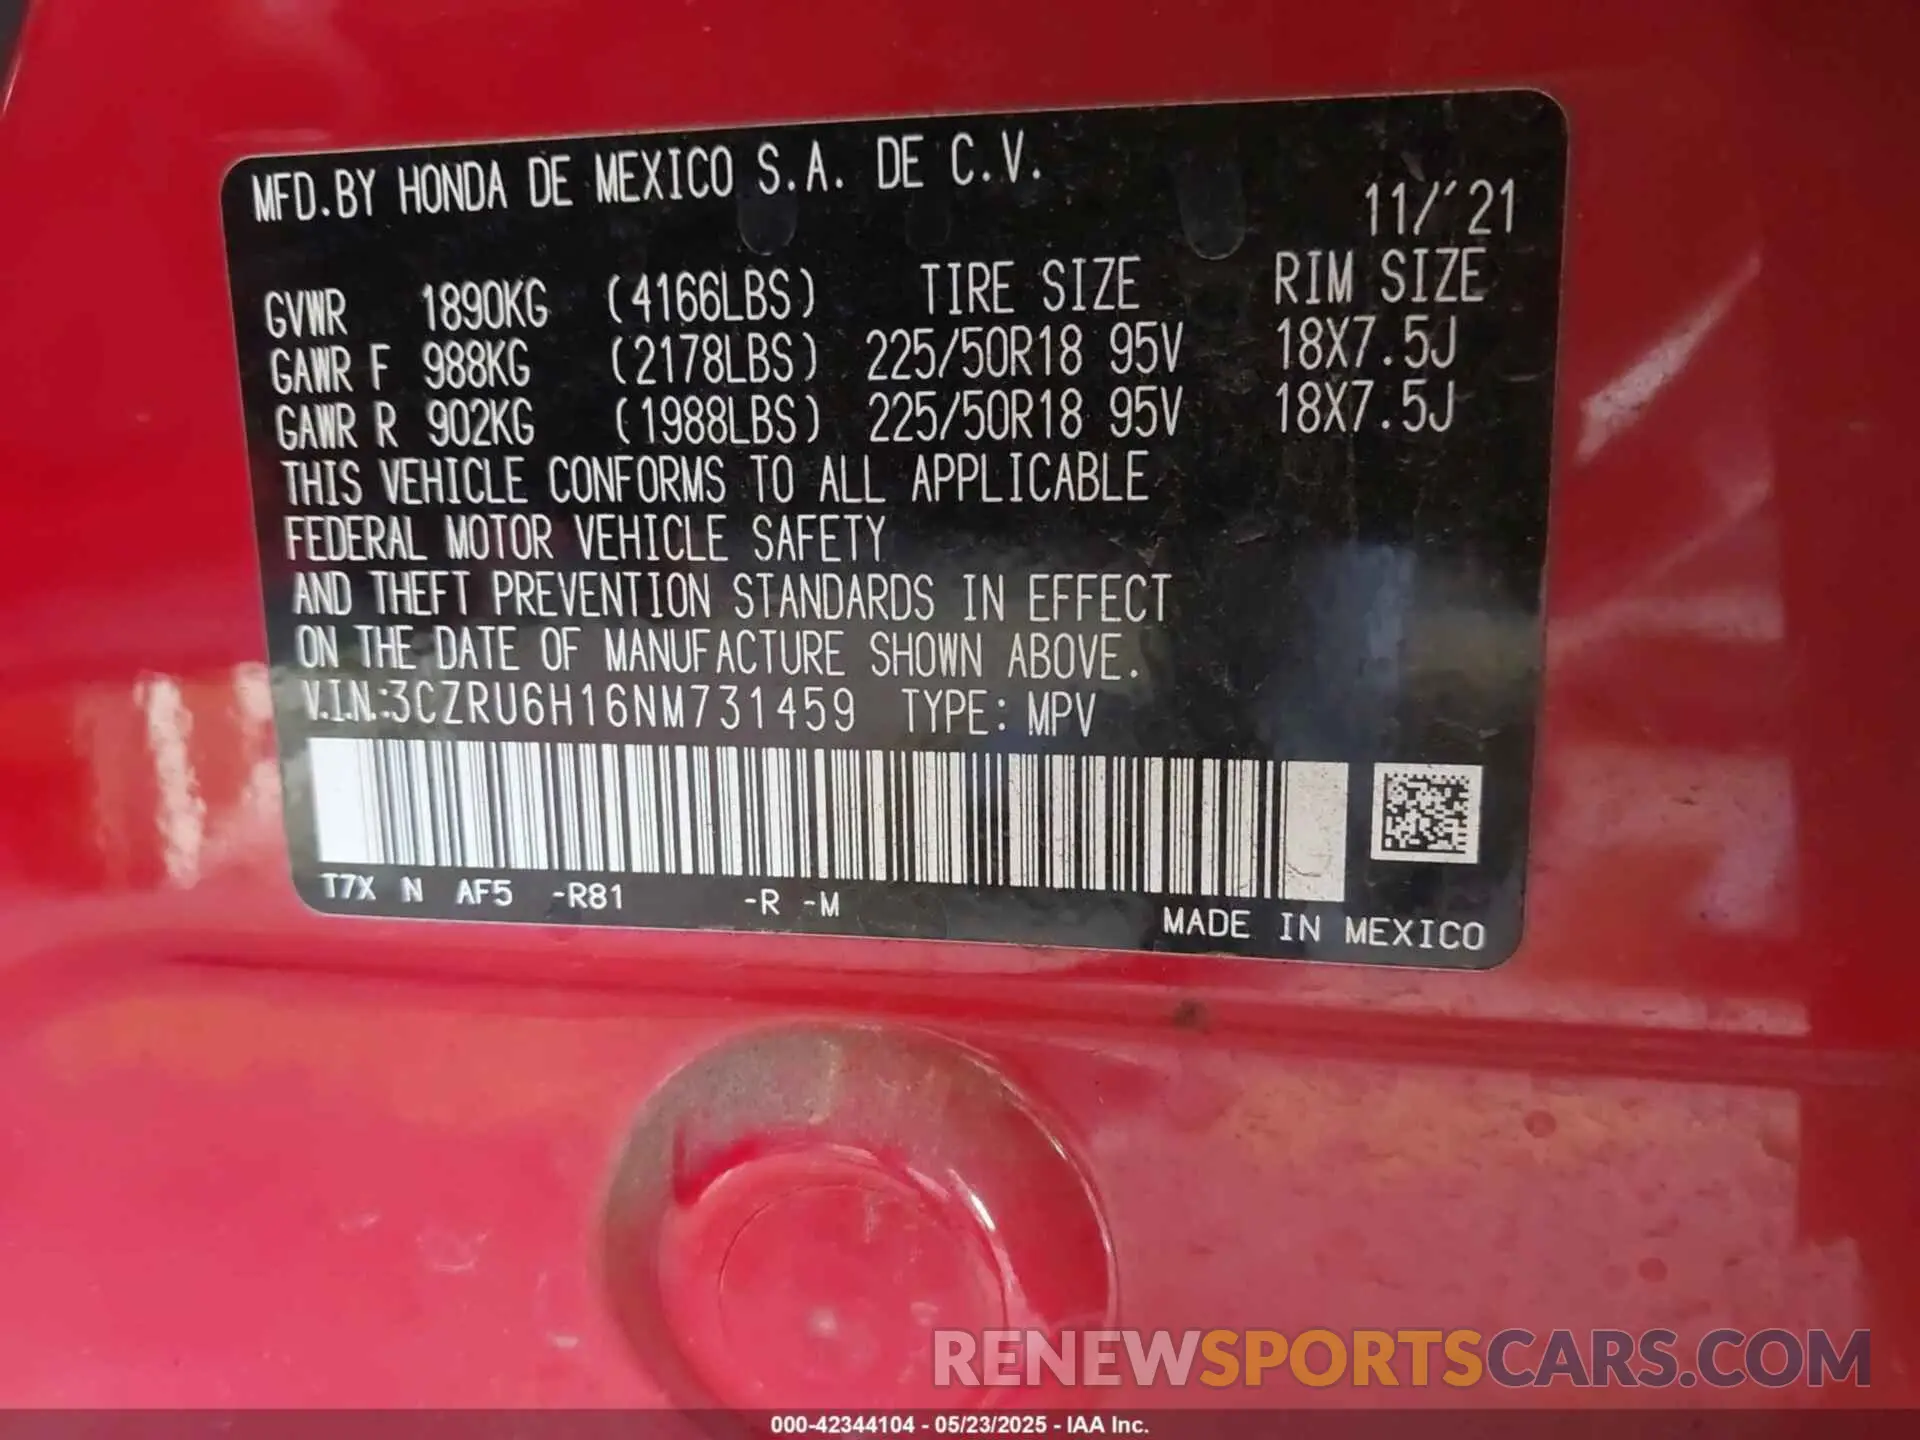 MFD.BY HONDA DE MEXICO S.A. DE C.V.
11/'21
GVWR 1890KG (4166LBS) TIRE SIZE RIM SIZE
GAWR F 988KG (2178LBS) 225/50R18 95V 18X7.5J
GAWR R 902KG (1988LBS) 225/50R18 95V 18X7.5J
THIS VEHICLE CONFORMS TO ALL APPLICABLE
FEDERAL MOTOR VEHICLE SAFETY
AND THEFT PREVENTION STANDARDS IN EFFECT
ON THE DATE OF MANUFACTURE SHOWN ABOVE.
V.I.N.:3CZRU6H16NM731459 TYPE: MPV
T7X N AF5 -R81 -R -M
MADE IN MEXICO
RENEWSPORTSCARS.COM
000-42344104 - 05/23/2025 - IAA Inc.